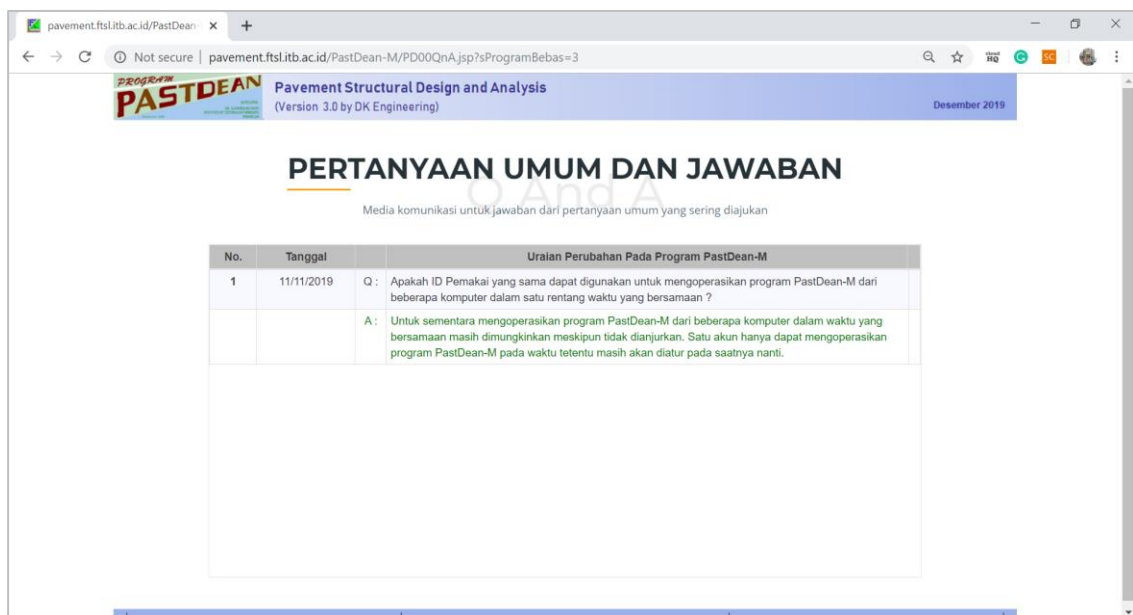 pavement.ftsl.itb.ac.id/PastDean-
Not secure | pavement.ftsl.itb.ac.id/PastDean-M/PD00QnA.jsp?sProgramBebas=3
PROGRAM
PASTDEAN
Pavement Structural Design and Analysis
(Version 3.0 by DK Engineering)
Desember 2019
PERTANYAAN UMUM DAN JAWABAN
Q And A
Media komunikasi untuk jawaban dari pertanyaan umum yang sering diajukan
No. Tanggal Uraian Perubahan Pada Program PastDean-M
1 11/11/2019 Q : Apakah ID Pemakai yang sama dapat digunakan untuk mengoperasikan program PastDean-M dari
beberapa komputer dalam satu rentang waktu yang bersamaan ?
A : Untuk sementara mengoperasikan program PastDean-M dari beberapa komputer dalam waktu yang
bersamaan masih dimungkinkan meskipun tidak dianjurkan. Satu akun hanya dapat mengoperasikan
program PastDean-M pada waktu tetentu masih akan diatur pada saatnya nanti.